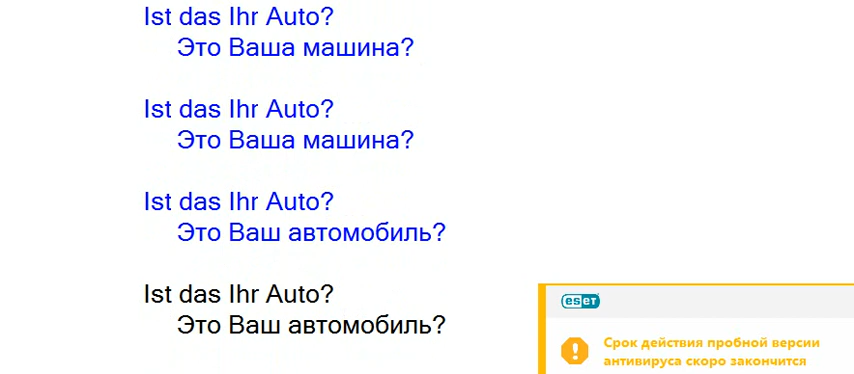 Ist das Ihr Auto?
Это Ваша машина?
Ist das Ihr Auto?
Это Ваша машина?
Ist das Ihr Auto?
Это Ваш автомобиль?
Ist das Ihr Auto?
Это Ваш автомобиль?
eset
Срок действия пробной версии
антивируса скоро закончится